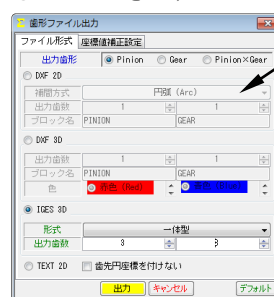 歯形ファイル出力
ファイル形式 座標値補正設定
出力歯形 Pinion Gear Pinion×Gear
DXF 2D
補間方式 円弧 (Arc)
出力歯数 1 1
ブロック名 PINION GEAR
DXF 3D
出力歯数 1 1
ブロック名 PINION GEAR
色 赤色 (Red)
IGES 3D
形式 一体型
出力歯数 3 3
TEXT 2D 歯先円座標を付けない
出力 キャンセル デフォルト